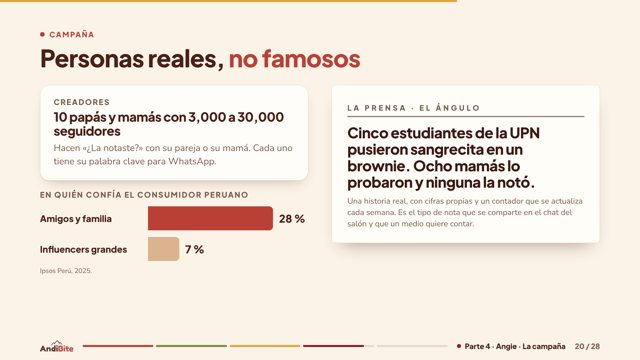 CAMPAÑA
Personas reales, no famosos
CREADORES
10 papás y mamás con 3,000 a 30,000
seguidores
Hacen «¿La notaste?» con su pareja o su mamá. Cada uno
tiene su palabra clave para WhatsApp.
EN QUIÉN CONFÍA EL CONSUMIDOR PERUANO
Amigos y familia 28 %
Influencers grandes 7 %
Ipsos Perú, 2025.
LA PRENSA · EL ÁNGULO
Cinco estudiantes de la UPN
pusieron sangrecita en un
brownie. Ocho mamás lo
probaron y ninguna la notó.
Una historia real, con cifras propias y un contador que se actualiza
cada semana. Es el tipo de nota que se comparte en el chat del
salón y que un medio quiere contar.
AndiBite
Parte 4 · Angie · La campaña 20 / 28